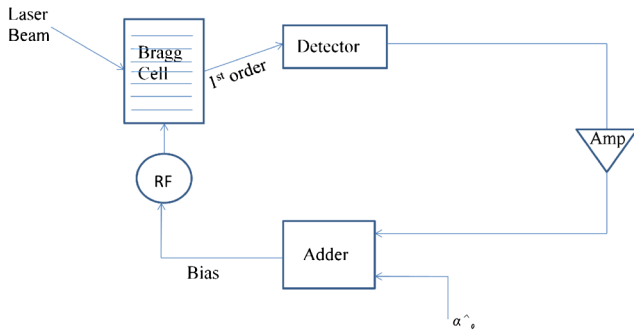 Laser
Beam
Bragg
Cell
1st order
Detector
Amp
RF
Adder
Bias
α^₀